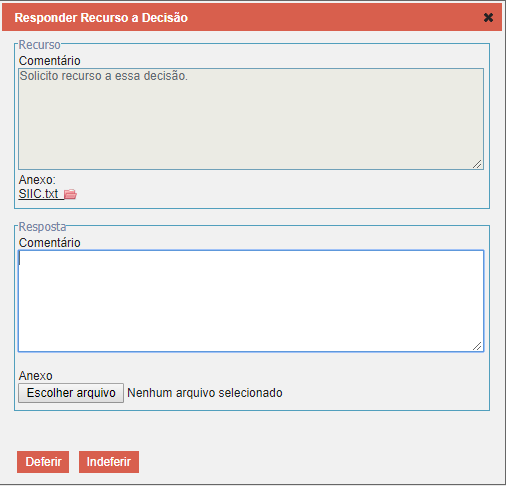 Responder Recurso a Decisão
Recurso
Comentário
Solicito recurso a essa decisão.
Anexo:
SIIC.txt
Resposta
Comentário
Anexo
Escolher arquivo Nenhum arquivo selecionado
Deferir Indeferir